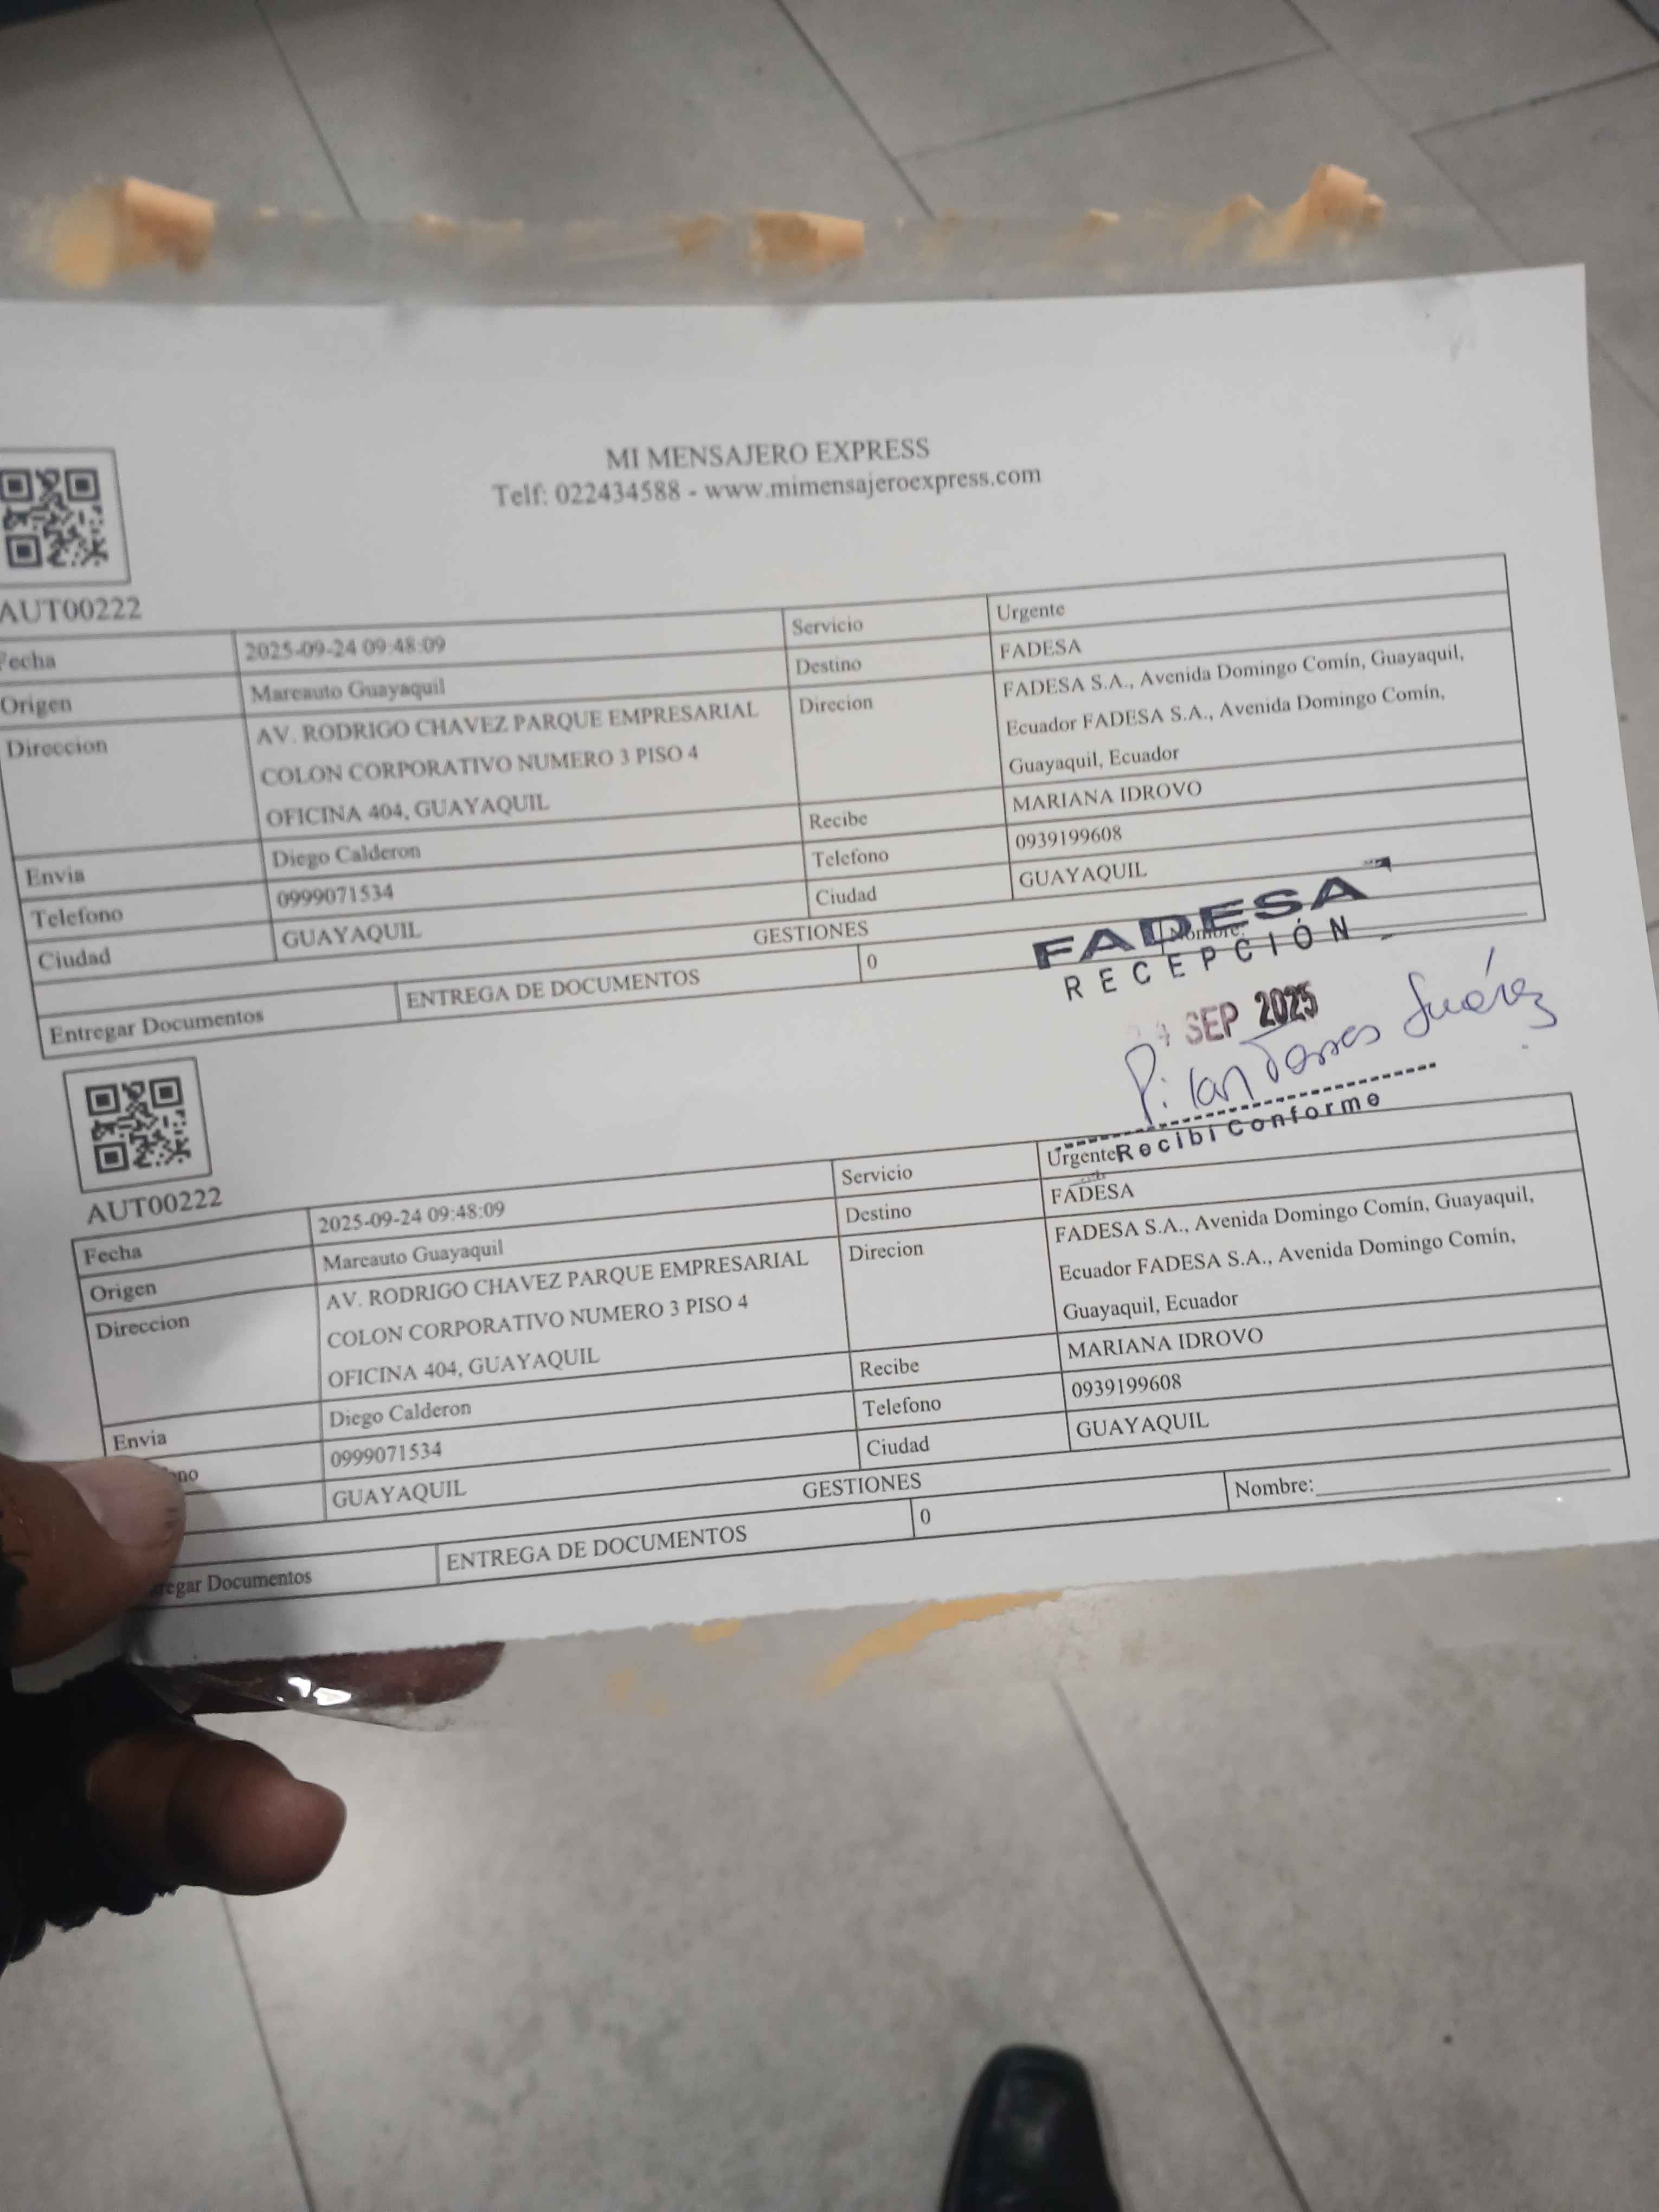 MI MENSAJERO EXPRESS
Telf: 022434588 - www.mimensajeroexpress.com
AUT00222
Fecha 2025-09-24 09:48:09 Servicio Urgente
Origen Mareauto Guayaquil Destino FADESA
Direccion AV. RODRIGO CHAVEZ PARQUE EMPRESARIAL Direcion FADESA S.A., Avenida Domingo Comín, Guayaquil,
COLON CORPORATIVO NUMERO 3 PISO 4 Ecuador FADESA S.A., Avenida Domingo Comín,
OFICINA 404, GUAYAQUIL Guayaquil, Ecuador
Envia Diego Calderon Recibe MARIANA IDROVO
Telefono 0999071534 Telefono 0939199608
Ciudad GUAYAQUIL Ciudad GUAYAQUIL
GESTIONES
Entregar Documentos ENTREGA DE DOCUMENTOS 0 Nombre:
FADESA
RECEPCIÓN
SEP 2025
Suárez
Recibi Conforme
AUT00222
Fecha 2025-09-24 09:48:09 Servicio Urgente
Origen Mareauto Guayaquil Destino FADESA
Direccion AV. RODRIGO CHAVEZ PARQUE EMPRESARIAL Direcion FADESA S.A., Avenida Domingo Comín, Guayaquil,
COLON CORPORATIVO NUMERO 3 PISO 4 Ecuador FADESA S.A., Avenida Domingo Comín,
OFICINA 404, GUAYAQUIL Guayaquil, Ecuador
Envia Diego Calderon Recibe MARIANA IDROVO
0999071534 Telefono 0939199608
GUAYAQUIL Ciudad GUAYAQUIL
GESTIONES
Documentos ENTREGA DE DOCUMENTOS 0 Nombre: